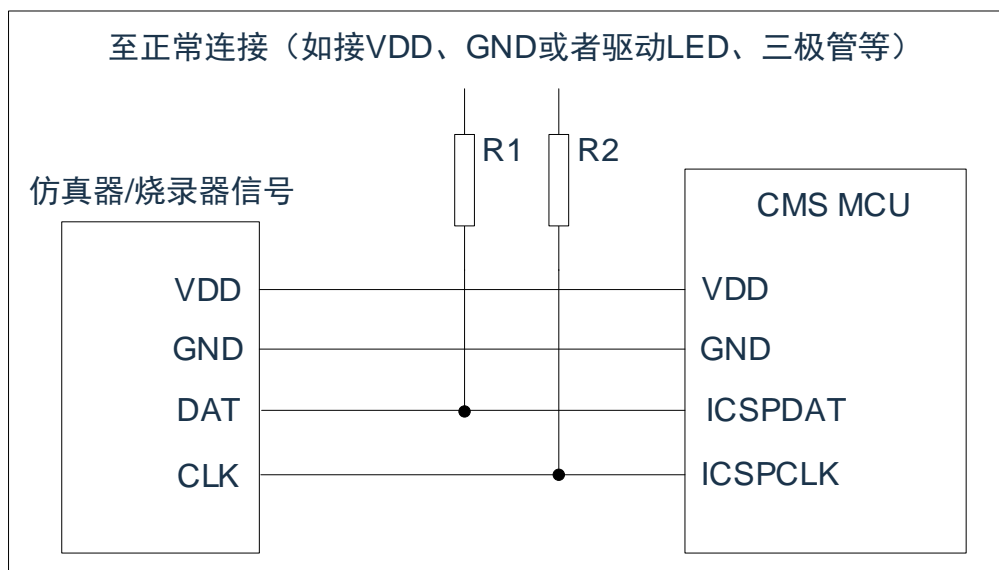 至正常连接（如接VDD、GND或者驱动LED、三极管等）
R1
R2
仿真器/烧录器信号
CMS MCU
VDD
VDD
GND
GND
DAT
ICSPDAT
CLK
ICSPCLK